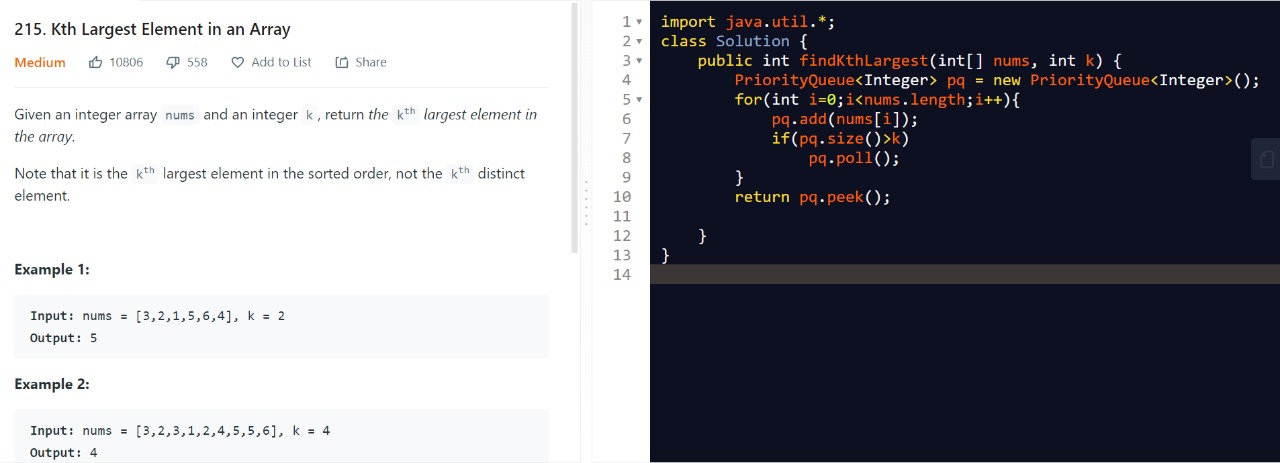 215. Kth Largest Element in an Array
Medium 10806 558 Add to List Share
Given an integer array nums and an integer k , return the kth largest element in
the array.
Note that it is the kth largest element in the sorted order, not the kth distinct
element.
Example 1:
Input: nums = [3,2,1,5,6,4], k = 2
Output: 5
Example 2:
Input: nums = [3,2,3,1,2,4,5,5,6], k = 4
Output: 4
1 import java.util.*;
2 class Solution {
3 public int findKthLargest(int[] nums, int k) {
4 PriorityQueue<Integer> pq = new PriorityQueue<Integer>();
5 for(int i=0;i<nums.length;i++){
6 pq.add(nums[i]);
7 if(pq.size()>k)
8 pq.poll();
9 }
10 return pq.peek();
11
12 }
13 }
14